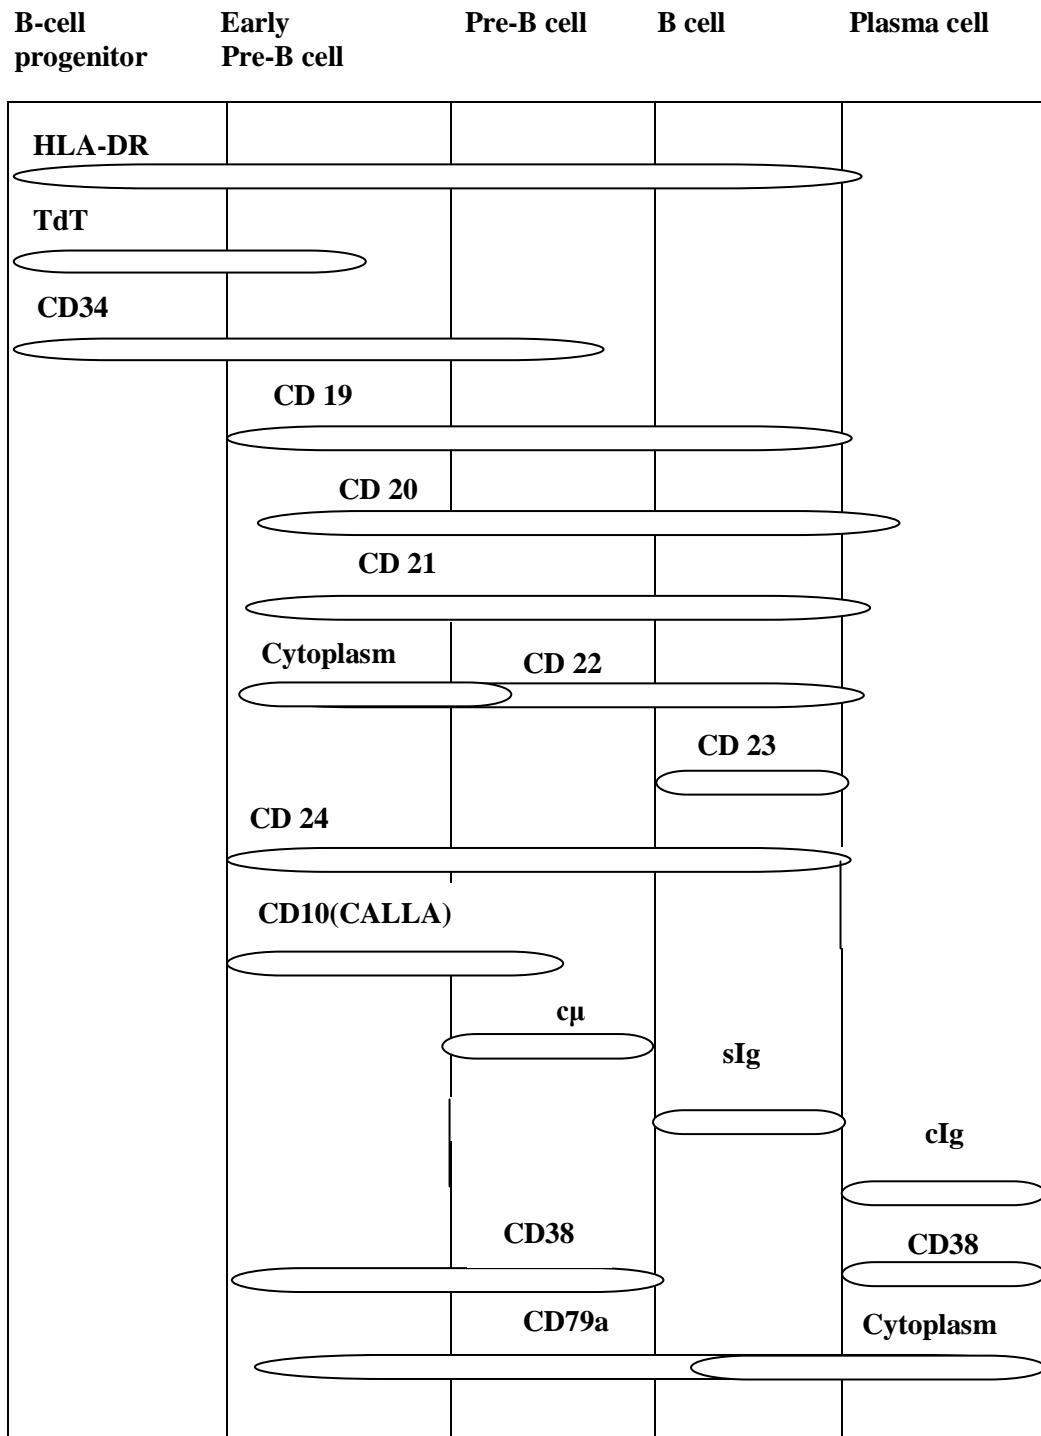 B-cell progenitor
Early Pre-B cell
Pre-B cell
B cell
Plasma cell
HLA-DR
TdT
CD34
CD 19
CD 20
CD 21
Cytoplasm
CD 22
CD 23
CD 24
CD10(CALLA)
cμ
sIg
cIg
CD38
CD38
CD79a
Cytoplasm